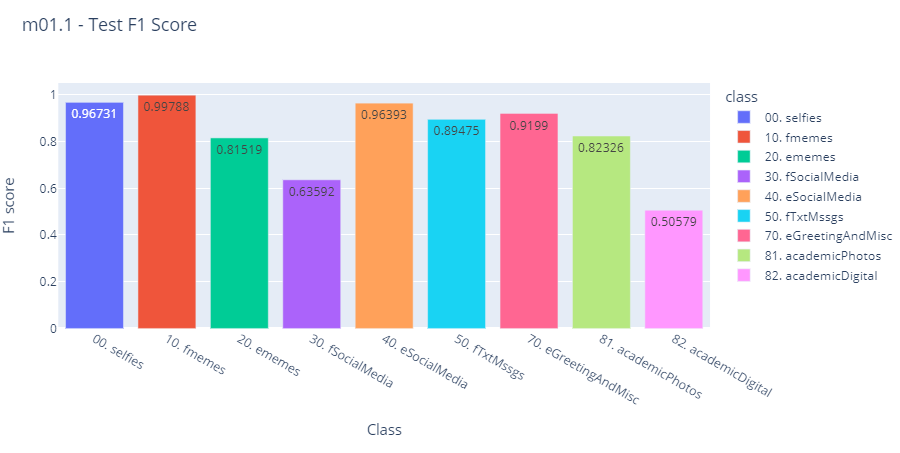 m01.1 - Test F1 Score
1
0.8
0.6
0.4
0.2
0
F1 score
0.96731
0.99788
0.81519
0.63592
0.96393
0.89475
0.9199
0.82326
0.50579
00. selfies
10. fmemes
20. ememes
30. fSocialMedia
40. eSocialMedia
50. fTxtMssgs
70. eGreetingAndMisc
81. academicPhotos
82. academicDigital
Class
class
00. selfies
10. fmemes
20. ememes
30. fSocialMedia
40. eSocialMedia
50. fTxtMssgs
70. eGreetingAndMisc
81. academicPhotos
82. academicDigital